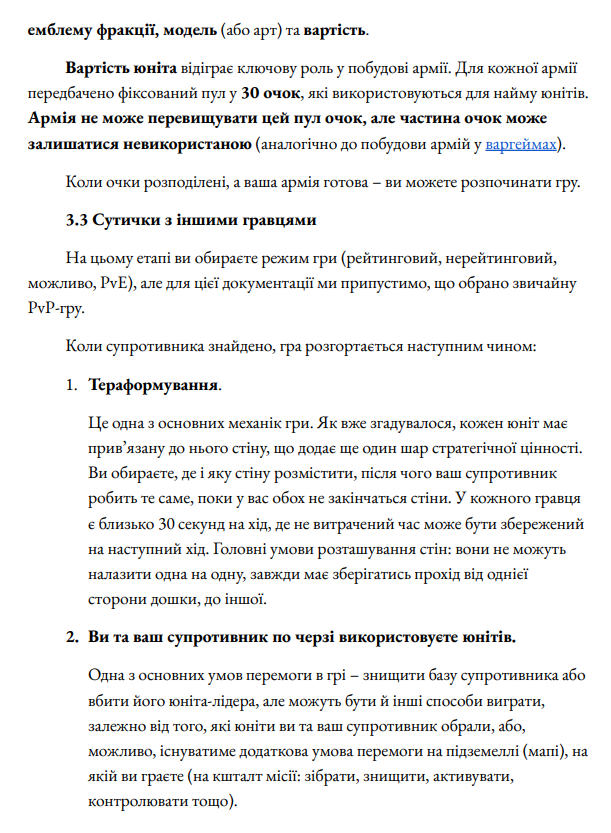 емблему фракції, модель (або арт) та вартість.
Вартість юніта відіграє ключову роль у побудові армії. Для кожної армії
передбачено фіксований пул у 30 очок, які використовуються для найму юнітів.
Армія не може перевищувати цей пул очок, але частина очок може
залишатися невикористаною (аналогічно до побудови армій у варгеймах).
Коли очки розподілені, а ваша армія готова – ви можете розпочинати гру.
3.3 Сутички з іншими гравцями
На цьому етапі ви обираєте режим гри (рейтинговий, нерейтинговий,
можливо, PvE), але для цієї документації ми припустимо, що обрано звичайну
PvP-гру.
Коли супротивника знайдено, гра розгортається наступним чином:
1. Тераформування.
Це одна з основних механік гри. Як вже згадувалося, кожен юніт має
прив’язану до нього стіну, що додає ще один шар стратегічної цінності.
Ви обираєте, де і яку стіну розмістити, після чого ваш супротивник
робить те саме, поки у вас обох не закінчаться стіни. У кожного гравця
є близько 30 секунд на хід, де не витрачений час може бути збережений
на наступний хід. Головні умови розташування стін: вони не можуть
налазити одна на одну, завжди має зберігатись прохід від однієї
сторони дошки, до іншої.
2. Ви та ваш супротивник по черзі використовуєте юнітів.
Одна з основних умов перемоги в грі – знищити базу супротивника або
вбити його юніта-лідера, але можуть бути й інші способи виграти,
залежно від того, які юніти ви та ваш супротивник обрали, або,
можливо, існуватиме додаткова умова перемоги на підземеллі (мапі), на
якій ви граєте (на кшталт місії: зібрати, знищити, активувати,
контролювати тощо).